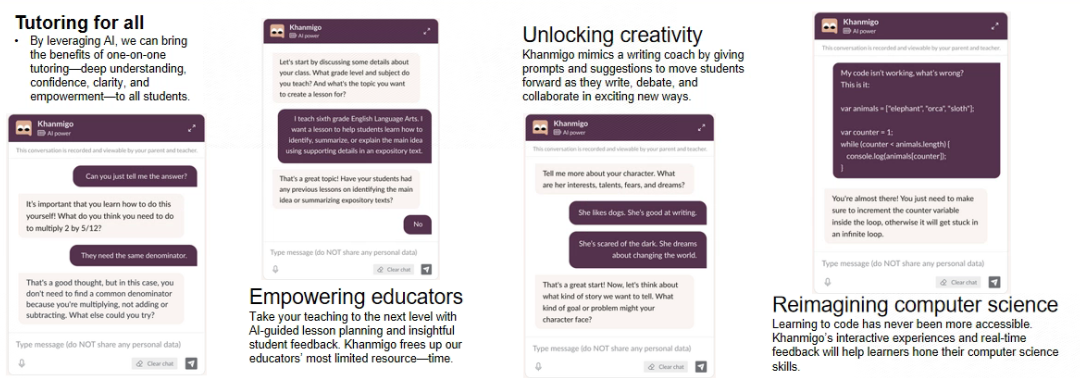 Tutoring for all
• By leveraging AI, we can bring
the benefits of one-on-one
tutoring—deep understanding,
confidence, clarity, and
empowerment—to all students.
Khanmigo
AI power
This conversation is recorded and viewable by your parent and teacher.
Can you just tell me the answer?
It's important that you learn how to do this
yourself! What do you think you need to do
to multiply 2 by 5/12?
They need the same denominator.
That's a good thought, but in this case, you
don't need to find a common denominator
because you're multiplying, not adding or
subtracting. What else could you try?
Type message (do NOT share any personal data)
Clear chat
Khanmigo
AI power
Let's start by discussing some details about
your class. What grade level and subject do
you teach? And what's the topic you want
to create a lesson for?
I teach sixth grade English Language Arts. I
want a lesson to help students learn how to
identify, summarize, or explain the main idea
using supporting details in an expository text.
That's a great topic! Have your students had
any previous lessons on identifying the main
idea or summarizing expository texts?
No
Type message (do NOT share any personal data)
Clear chat
Empowering educators
Take your teaching to the next level with
AI-guided lesson planning and insightful
student feedback. Khanmigo frees up our
educators' most limited resource—time.
Unlocking creativity
Khanmigo mimics a writing coach by giving
prompts and suggestions to move students
forward as they write, debate, and
collaborate in exciting new ways.
Khanmigo
AI power
This conversation is recorded and viewable by your parent and teacher.
Tell me more about your character. What
are her interests, talents, fears, and dreams?
She likes dogs. She's good at writing.
She's scared of the dark. She dreams
about changing the world.
That's a great start! Now, let's think about
what kind of story we want to tell. What
kind of goal or problem might your
character face?
Type message (do NOT share any personal data)
Clear chat
Khanmigo
AI power
This conversation is recorded and viewable by your parent and teacher.
My code isn't working, what's wrong?
This is it:
var animals = ["elephant", "orca", "sloth"];
var counter = 1;
while (counter < animals.length) {
console.log(animals[counter]);
}
You're almost there! You just need to make
sure to increment the counter variable
inside the loop, otherwise it will get stuck in
an infinite loop.
Type message (do NOT share any personal data)
Clear chat
Reimagining computer science
Learning to code has never been more accessible.
Khanmigo's interactive experiences and real-time
feedback will help learners hone their computer science
skills.